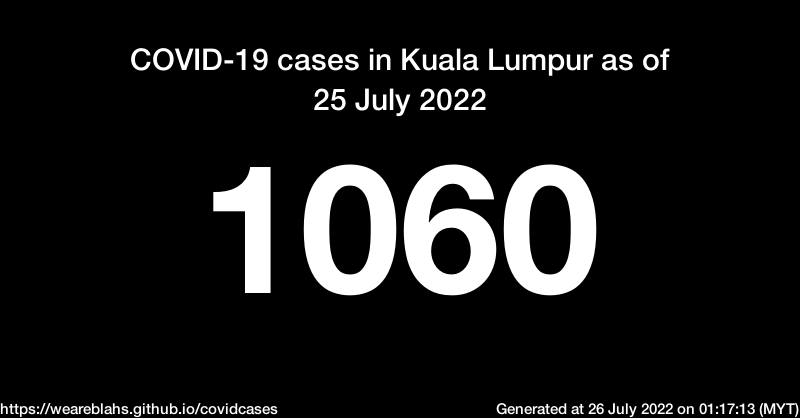 COVID-19 cases in Kuala Lumpur as of
25 July 2022
1060
https://weareblahs.github.io/covidcases
Generated at 26 July 2022 on 01:17:13 (MYT)